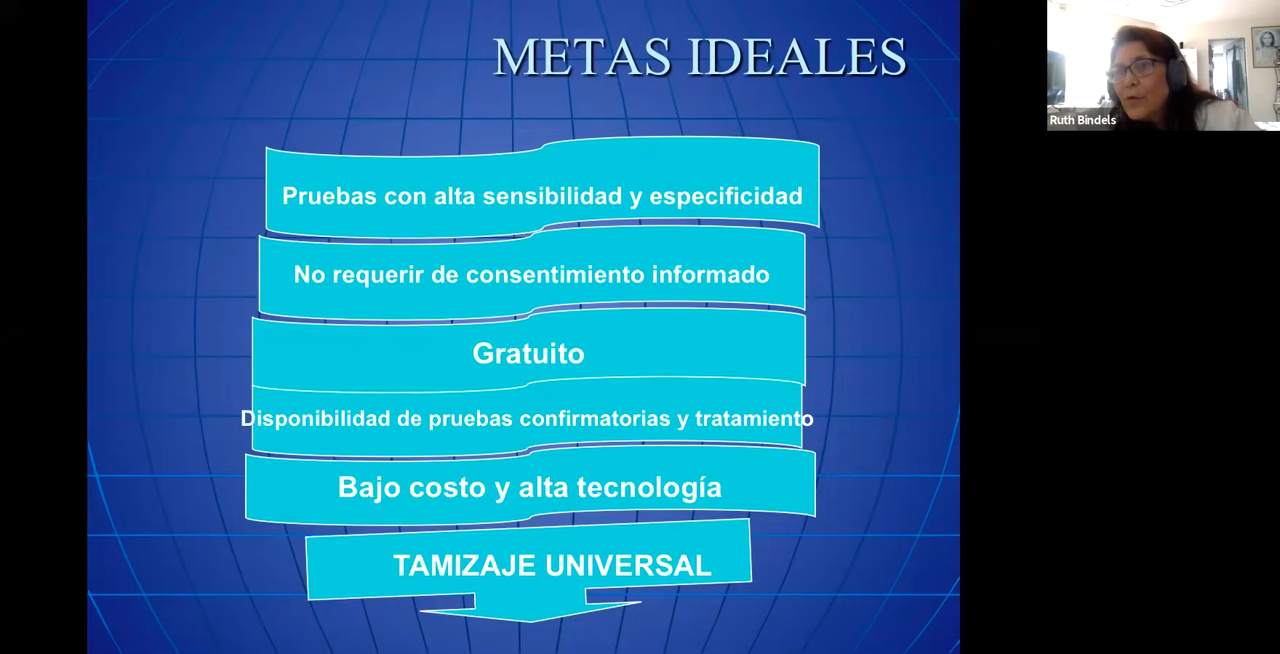 METAS IDEALES
Ruth Bindels
Pruebas con alta sensibilidad y especificidad
No requerir de consentimiento informado
Gratuito
Disponibilidad de pruebas confirmatorias y tratamiento
Bajo costo y alta tecnología
TAMIZAJE UNIVERSAL